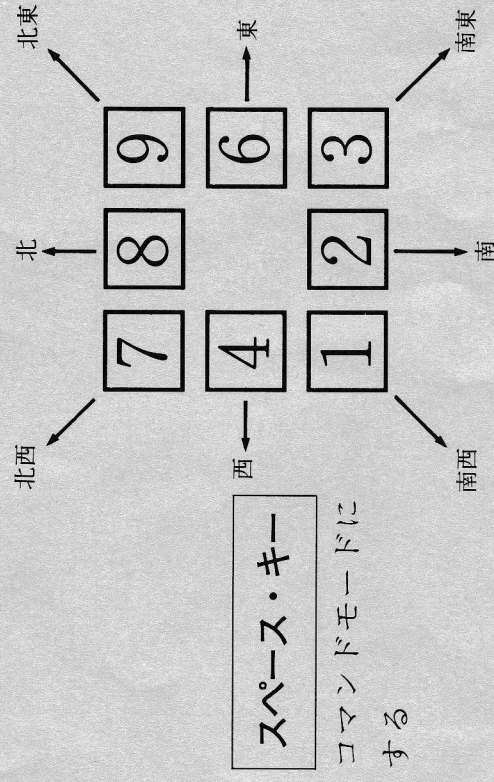 北西 北 北東
7 8 9
西 4 6 東
1 2 3
南西 南 南東
スペース・キー
コマンドモードに
する